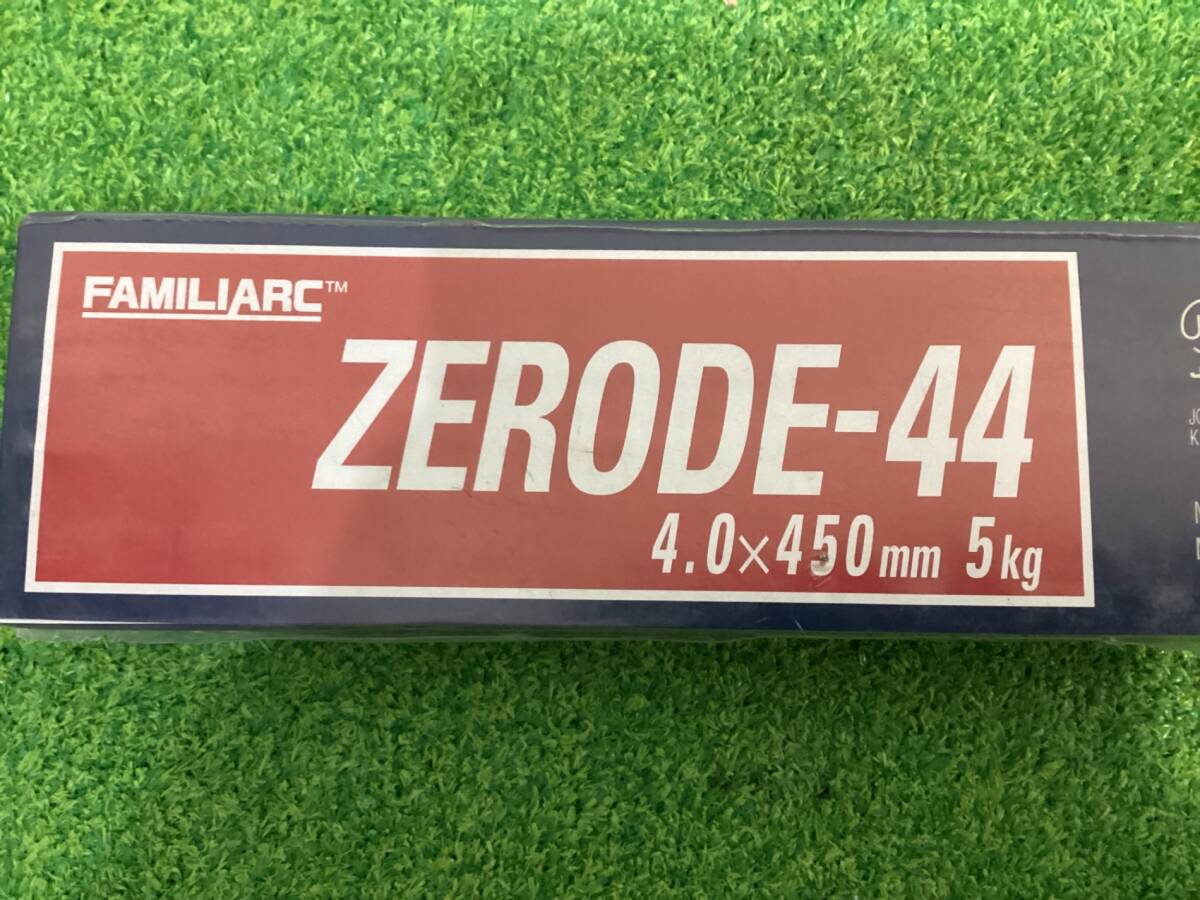 FAMILIARC™
ZERODE-44
4.0×450mm 5kg